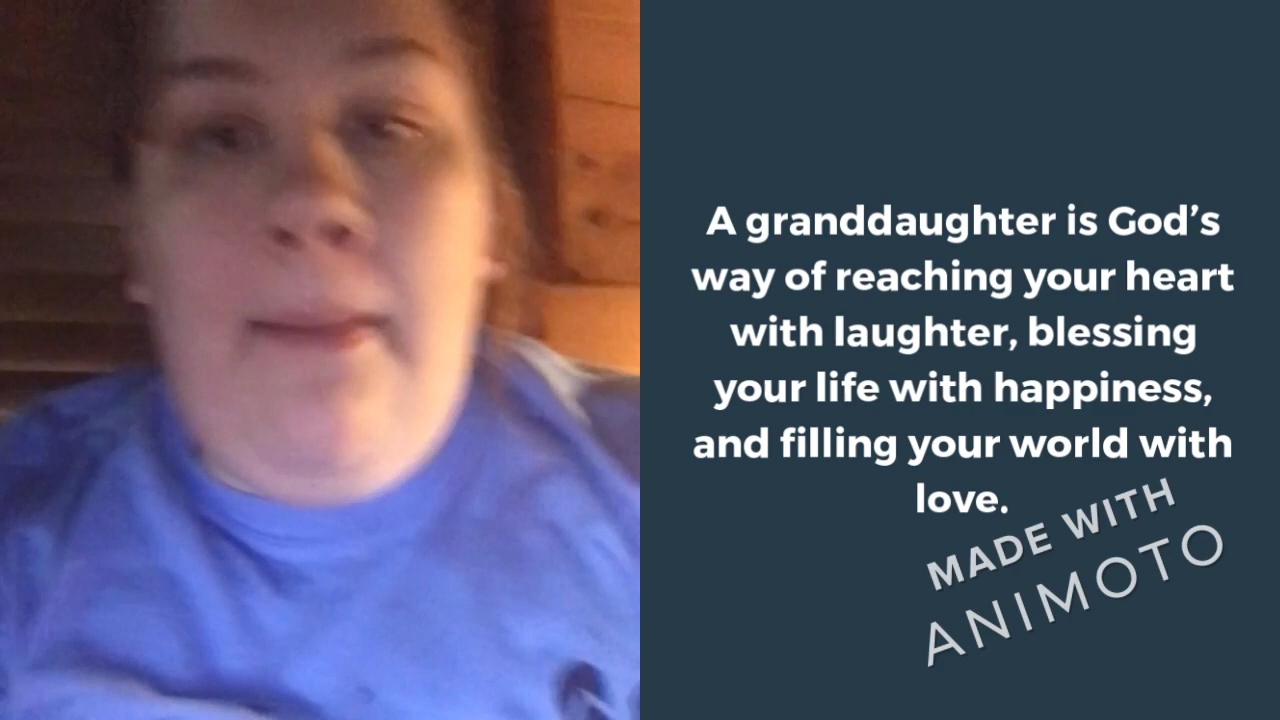 A granddaughter is God’s
way of reaching your heart
with laughter, blessing
your life with happiness,
and filling your world with
love.
MADE WITH
ANIMOTO